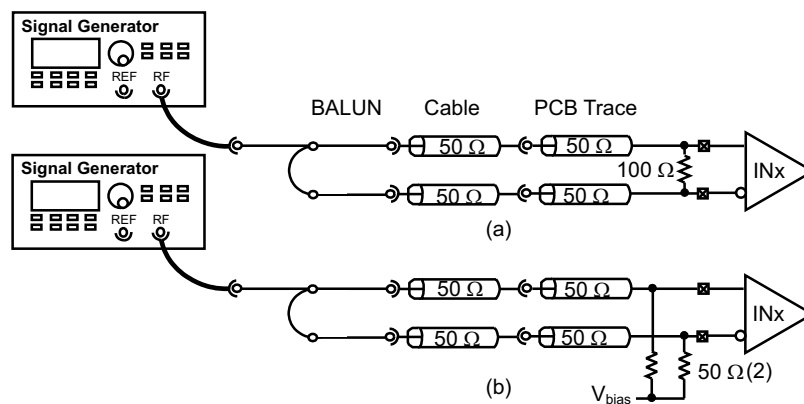 Signal Generator
REF RF
BALUN Cable PCB Trace
50 Ω 50 Ω
100 Ω INx
50 Ω 50 Ω
(a)
Signal Generator
REF RF
50 Ω 50 Ω
INx
50 Ω 50 Ω
50 Ω (2)
(b) Vbias